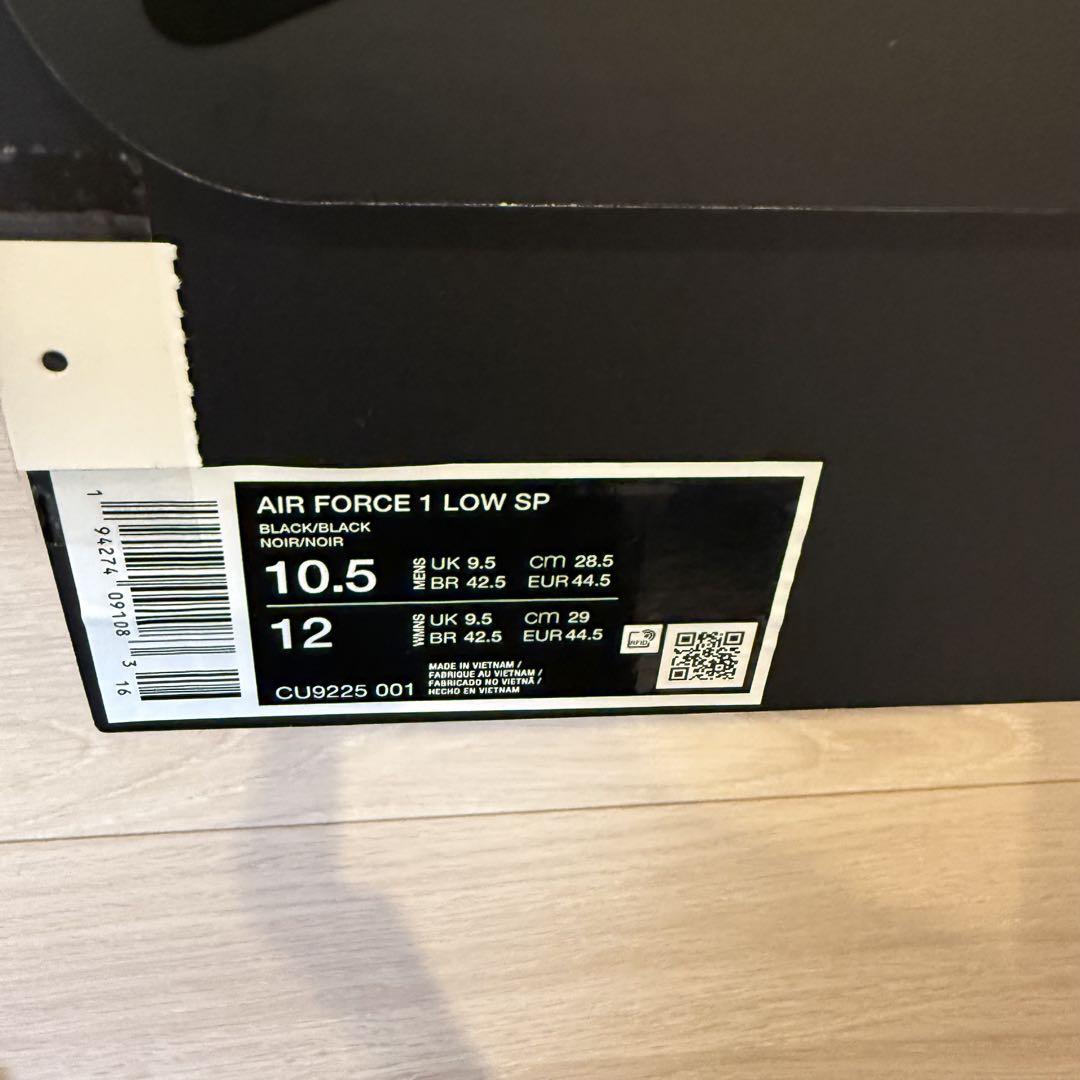 AIR FORCE 1 LOW SP
BLACK/BLACK
NOIR/NOIR
10.5 MENS UK 9.5 CM 28.5
BR 42.5 EUR 44.5
12 WMNS UK 9.5 CM 29
BR 42.5 EUR 44.5
RFID
MADE IN VIETNAM /
FABRIQUE AU VIETNAM /
FABRICADO NO VIETNÃ /
HECHO EN VIETNAM
CU9225 001
1 94274 09108 3 16